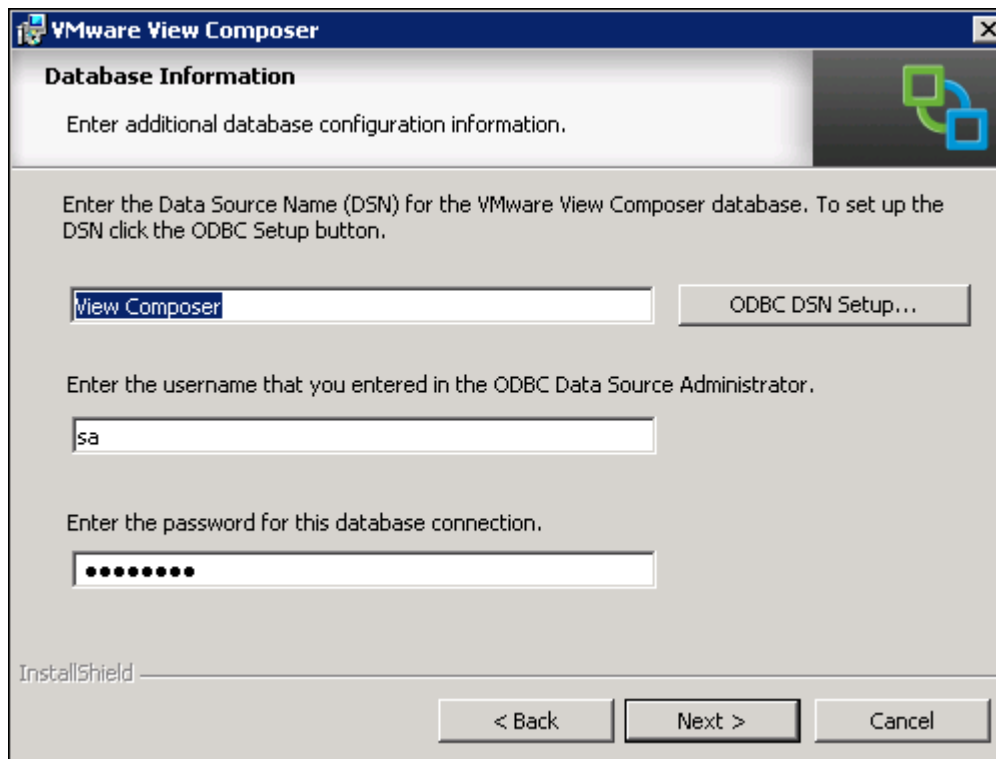 VMware View Composer
Database Information
Enter additional database configuration information.
Enter the Data Source Name (DSN) for the VMware View Composer database. To set up the
DSN click the ODBC Setup button.
View Composer
ODBC DSN Setup...
Enter the username that you entered in the ODBC Data Source Administrator.
sa
Enter the password for this database connection.
••••••••
InstallShield
< Back
Next >
Cancel